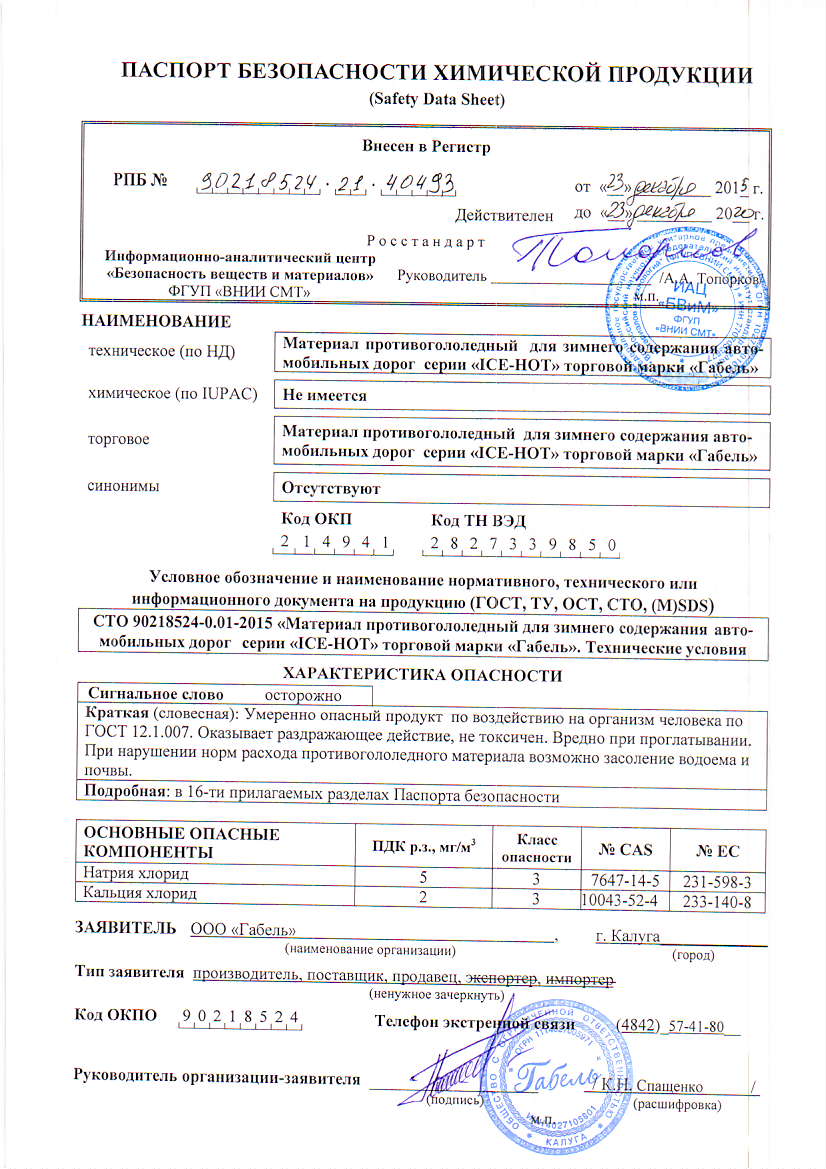 ПАСПОРТ БЕЗОПАСНОСТИ ХИМИЧЕСКОЙ ПРОДУКЦИИ
(Safety Data Sheet)
Внесен в Регистр
РПБ № 90218524 . 21 . 40493 от «23» декабря 2015 г.
Действителен до «23» декабря 2020 г.
Росстандарт
Информационно-аналитический центр
«Безопасность веществ и материалов»
ФГУП «ВНИИ СМТ»
Руководитель Топорков /А.А. Топорков/
М.П.
ИАЦ
«БВиМ»
ФГУП
«ВНИИ СМТ»
НАИМЕНОВАНИЕ
техническое (по НД) Материал противогололедный для зимнего содержания авто-
мобильных дорог серии «ICE-HOT» торговой марки «Габель»
химическое (по IUPAC) Не имеется
торговое Материал противогололедный для зимнего содержания авто-
мобильных дорог серии «ICE-HOT» торговой марки «Габель»
синонимы Отсутствуют
Код ОКП Код ТН ВЭД
2 1 4 9 4 1 2 8 2 7 3 3 9 8 5 0
Условное обозначение и наименование нормативного, технического или
информационного документа на продукцию (ГОСТ, ТУ, ОСТ, СТО, (M)SDS)
СТО 90218524-0.01-2015 «Материал противогололедный для зимнего содержания авто-
мобильных дорог серии «ICE-HOT» торговой марки «Габель». Технические условия
ХАРАКТЕРИСТИКА ОПАСНОСТИ
Сигнальное слово осторожно
Краткая (словесная): Умеренно опасный продукт по воздействию на организм человека по
ГОСТ 12.1.007. Оказывает раздражающее действие, не токсичен. Вредно при проглатывании.
При нарушении норм расхода противогололедного материала возможно засоление водоема и
почвы.
Подробная: в 16-ти прилагаемых разделах Паспорта безопасности
ОСНОВНЫЕ ОПАСНЫЕ
КОМПОНЕНТЫ ПДК р.з., мг/м³ Класс опасности № CAS № ЕС
Натрия хлорид 5 3 7647-14-5 231-598-3
Кальция хлорид 2 3 10043-52-4 233-140-8
ЗАЯВИТЕЛЬ ООО «Габель», г. Калуга
(наименование организации) (город)
Тип заявителя производитель, поставщик, продавец, экспортер, импортер
(ненужное зачеркнуть)
Код ОКПО 9 0 2 1 8 5 2 4 Телефон экстренной связи (4842) 57-41-80
Руководитель организации-заявителя / К.Н. Спащенко /
(подпись) (расшифровка)
М.П.
ОБЩЕСТВО С ОГРАНИЧЕННОЙ ОТВЕТСТВЕННОСТЬЮ
Габель
КАЛУГА